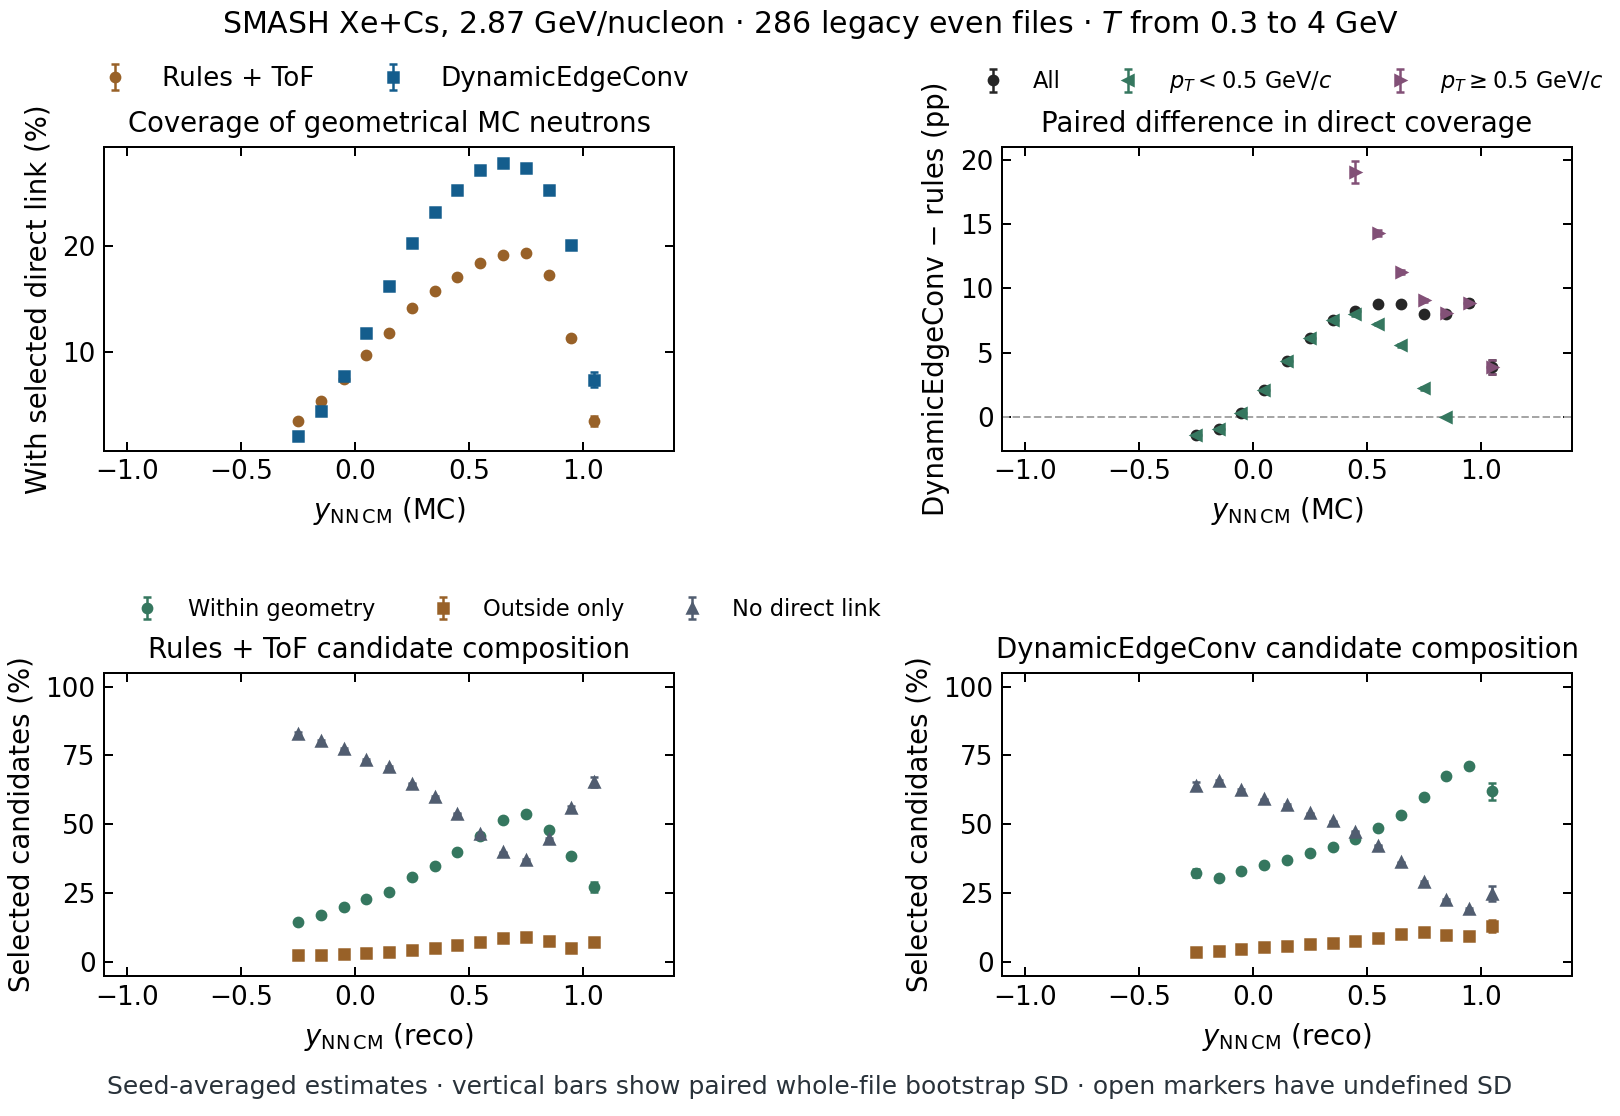 SMASH Xe+Cs, 2.87 GeV/nucleon · 286 legacy even files · T from 0.3 to 4 GeV
Rules + ToF
DynamicEdgeConv
Coverage of geometrical MC neutrons
With selected direct link (%)
20
10
−1.0
−0.5
0.0
0.5
1.0
y_NN CM (MC)
All
p_T < 0.5 GeV/c
p_T ≥ 0.5 GeV/c
Paired difference in direct coverage
DynamicEdgeConv − rules (pp)
20
15
10
5
0
−1.0
−0.5
0.0
0.5
1.0
y_NN CM (MC)
Within geometry
Outside only
No direct link
Rules + ToF candidate composition
Selected candidates (%)
100
75
50
25
0
−1.0
−0.5
0.0
0.5
1.0
y_NN CM (reco)
DynamicEdgeConv candidate composition
Selected candidates (%)
100
75
50
25
0
−1.0
−0.5
0.0
0.5
1.0
y_NN CM (reco)
Seed-averaged estimates · vertical bars show paired whole-file bootstrap SD · open markers have undefined SD